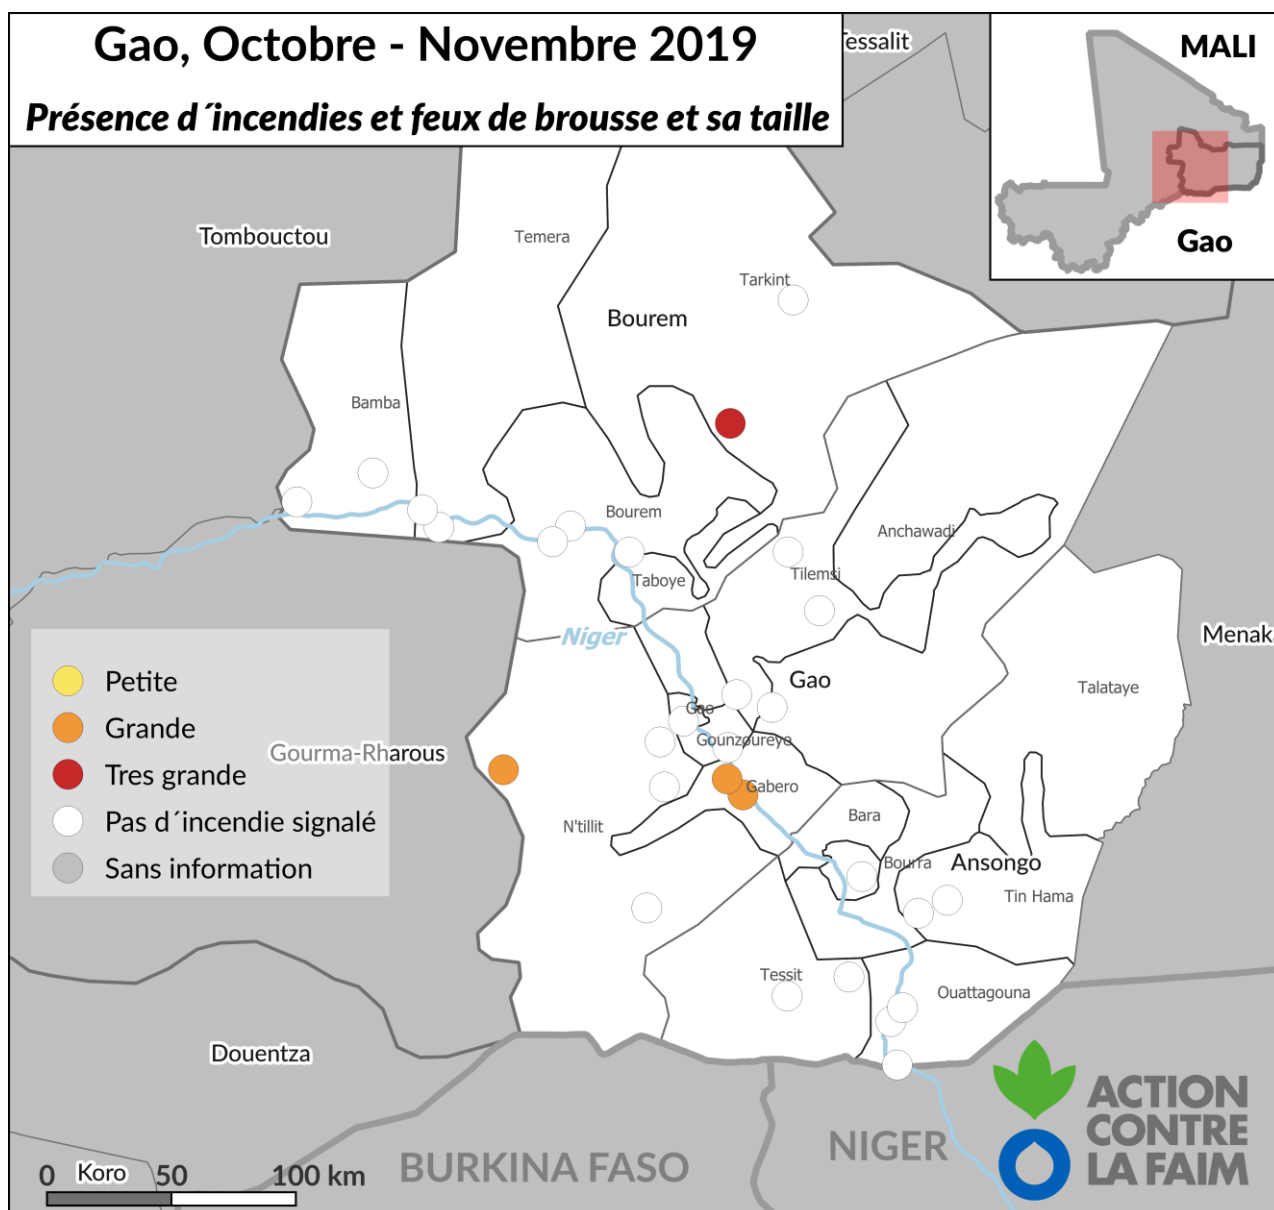 Gao, Octobre - Novembre 2019
Présence d´incendies et feux de brousse et sa taille
Tessalit
MALI
Gao
Tombouctou
Temera
Tarkint
Bourem
Bamba
Bourem
Anchawadi
Taboye
Tilemsi
Niger
Menaka
Petite
Grande
Tres grande
Pas d´incendie signalé
Sans information
Gao
Talataye
Gao
Gounzoureye
Gourma-Rharous
Gabero
N'tillit
Bara
Bourra
Ansongo
Tin Hama
Tessit
Ouattagouna
Douentza
BURKINA FASO
NIGER
ACTION
CONTRE
LA FAIM
Koro
0 50 100 km